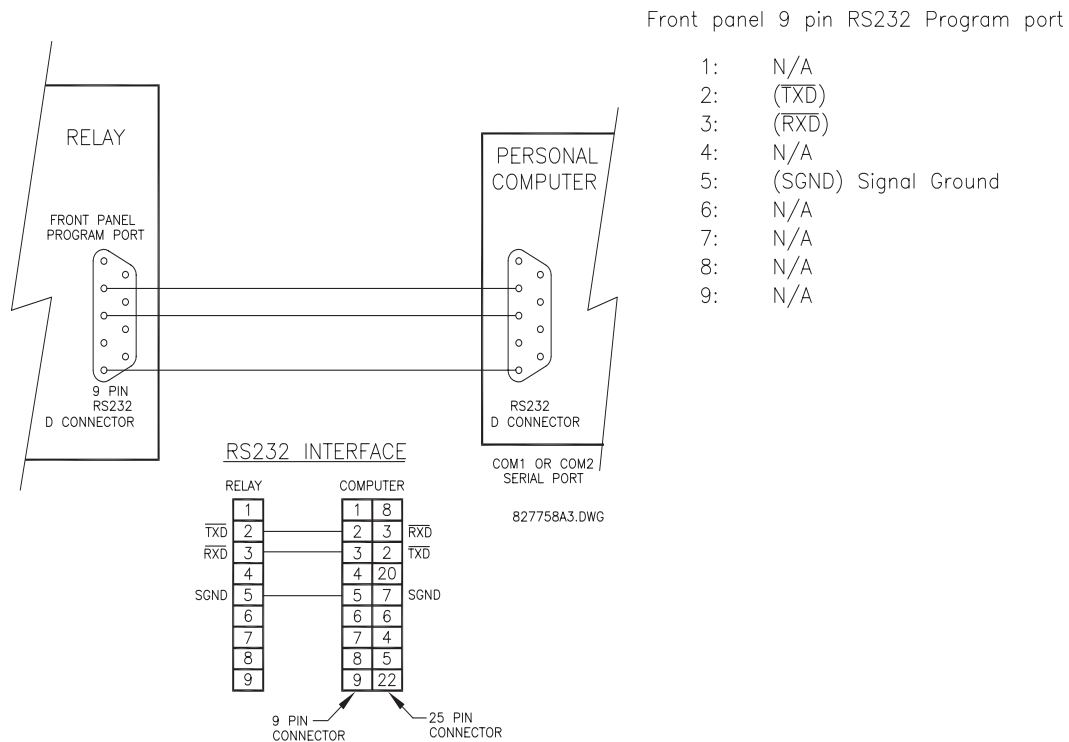 Front panel 9 pin RS232 Program port
1: N/A
2: (TXD)
3: (RXD)
4: N/A
5: (SGND) Signal Ground
6: N/A
7: N/A
8: N/A
9: N/A
RELAY
FRONT PANEL
PROGRAM PORT
9 PIN
RS232
D CONNECTOR
PERSONAL
COMPUTER
RS232
D CONNECTOR
COM1 OR COM2
SERIAL PORT
827758A3.DWG
RS232 INTERFACE
RELAY COMPUTER
1 1 8
TXD 2 2 3 RXD
RXD 3 3 2 TXD
4 4 20
SGND 5 5 7 SGND
6 6 6
7 7 4
8 8 5
9 9 22
9 PIN
CONNECTOR
25 PIN
CONNECTOR